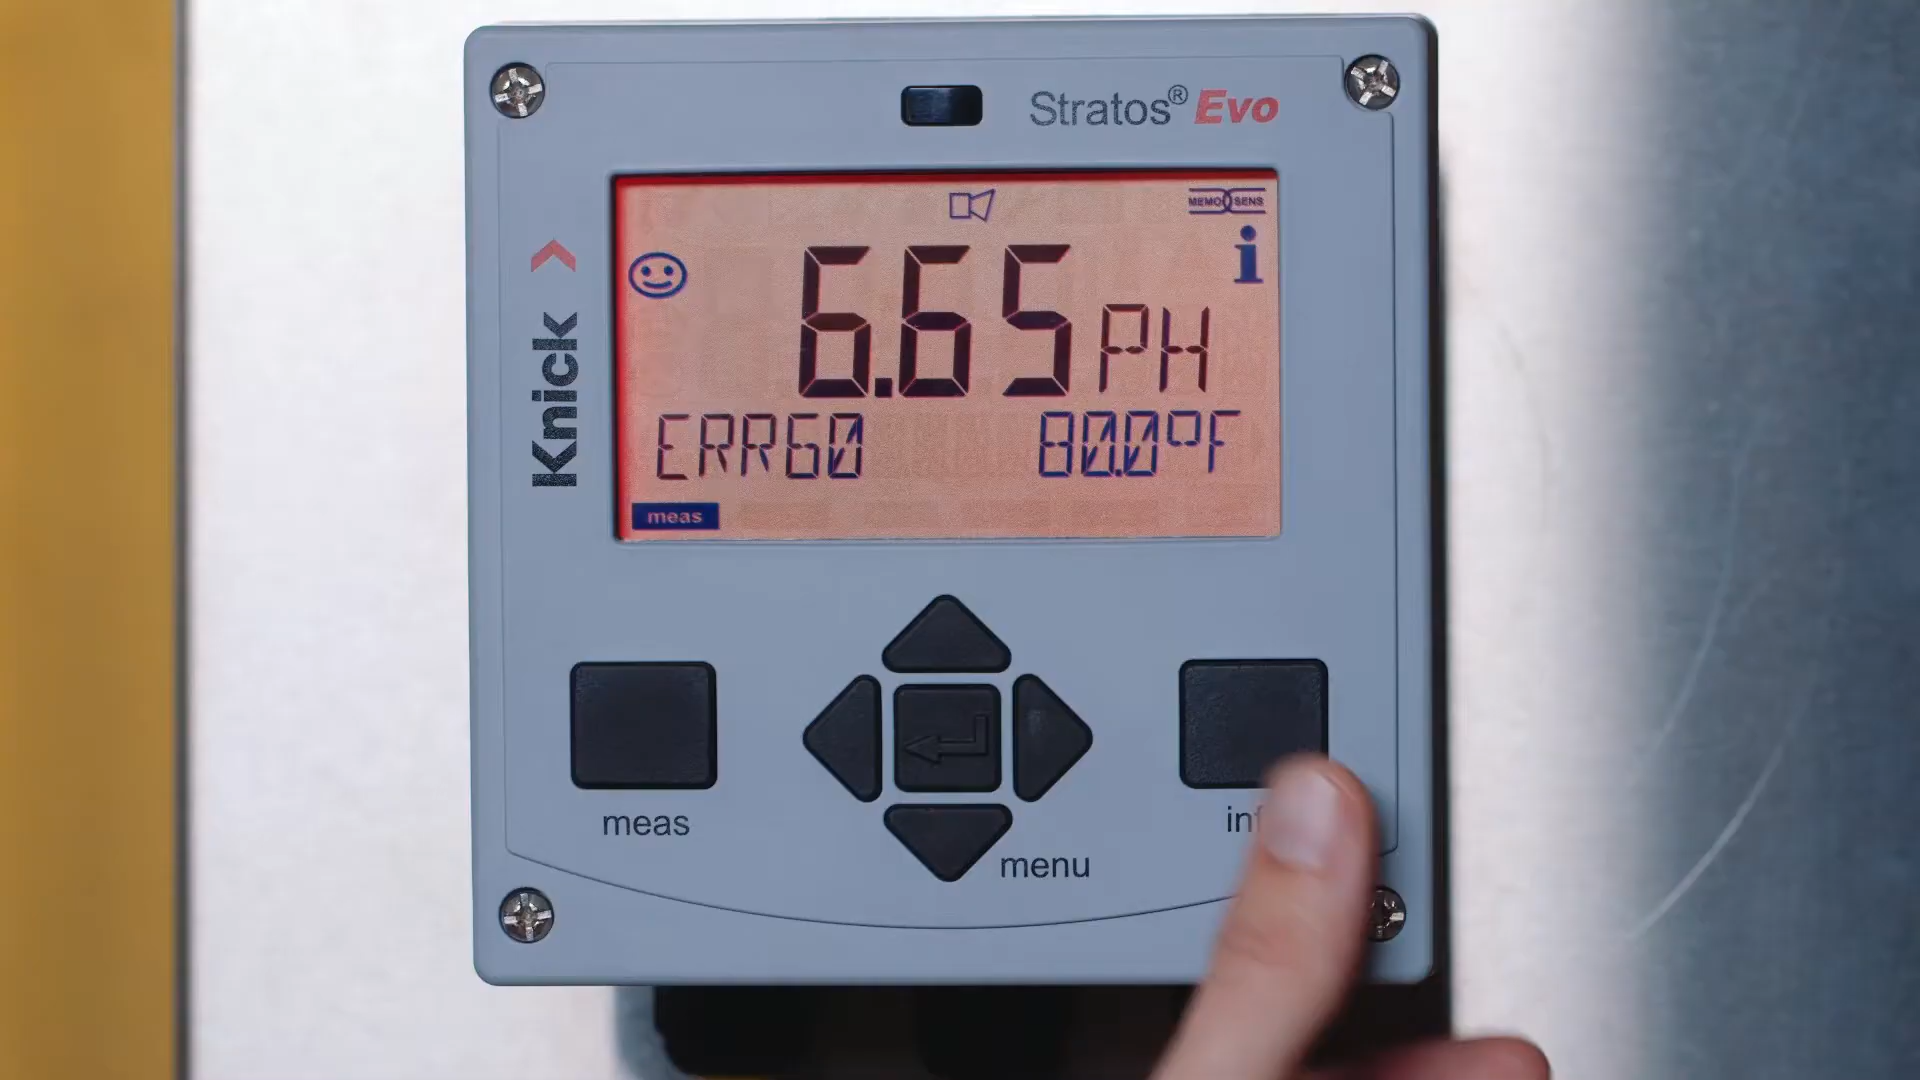 Stratos® Evo
MEMO SENS
i
6.65 PH
ERR60 80.0°F
meas
Knick
meas
menu